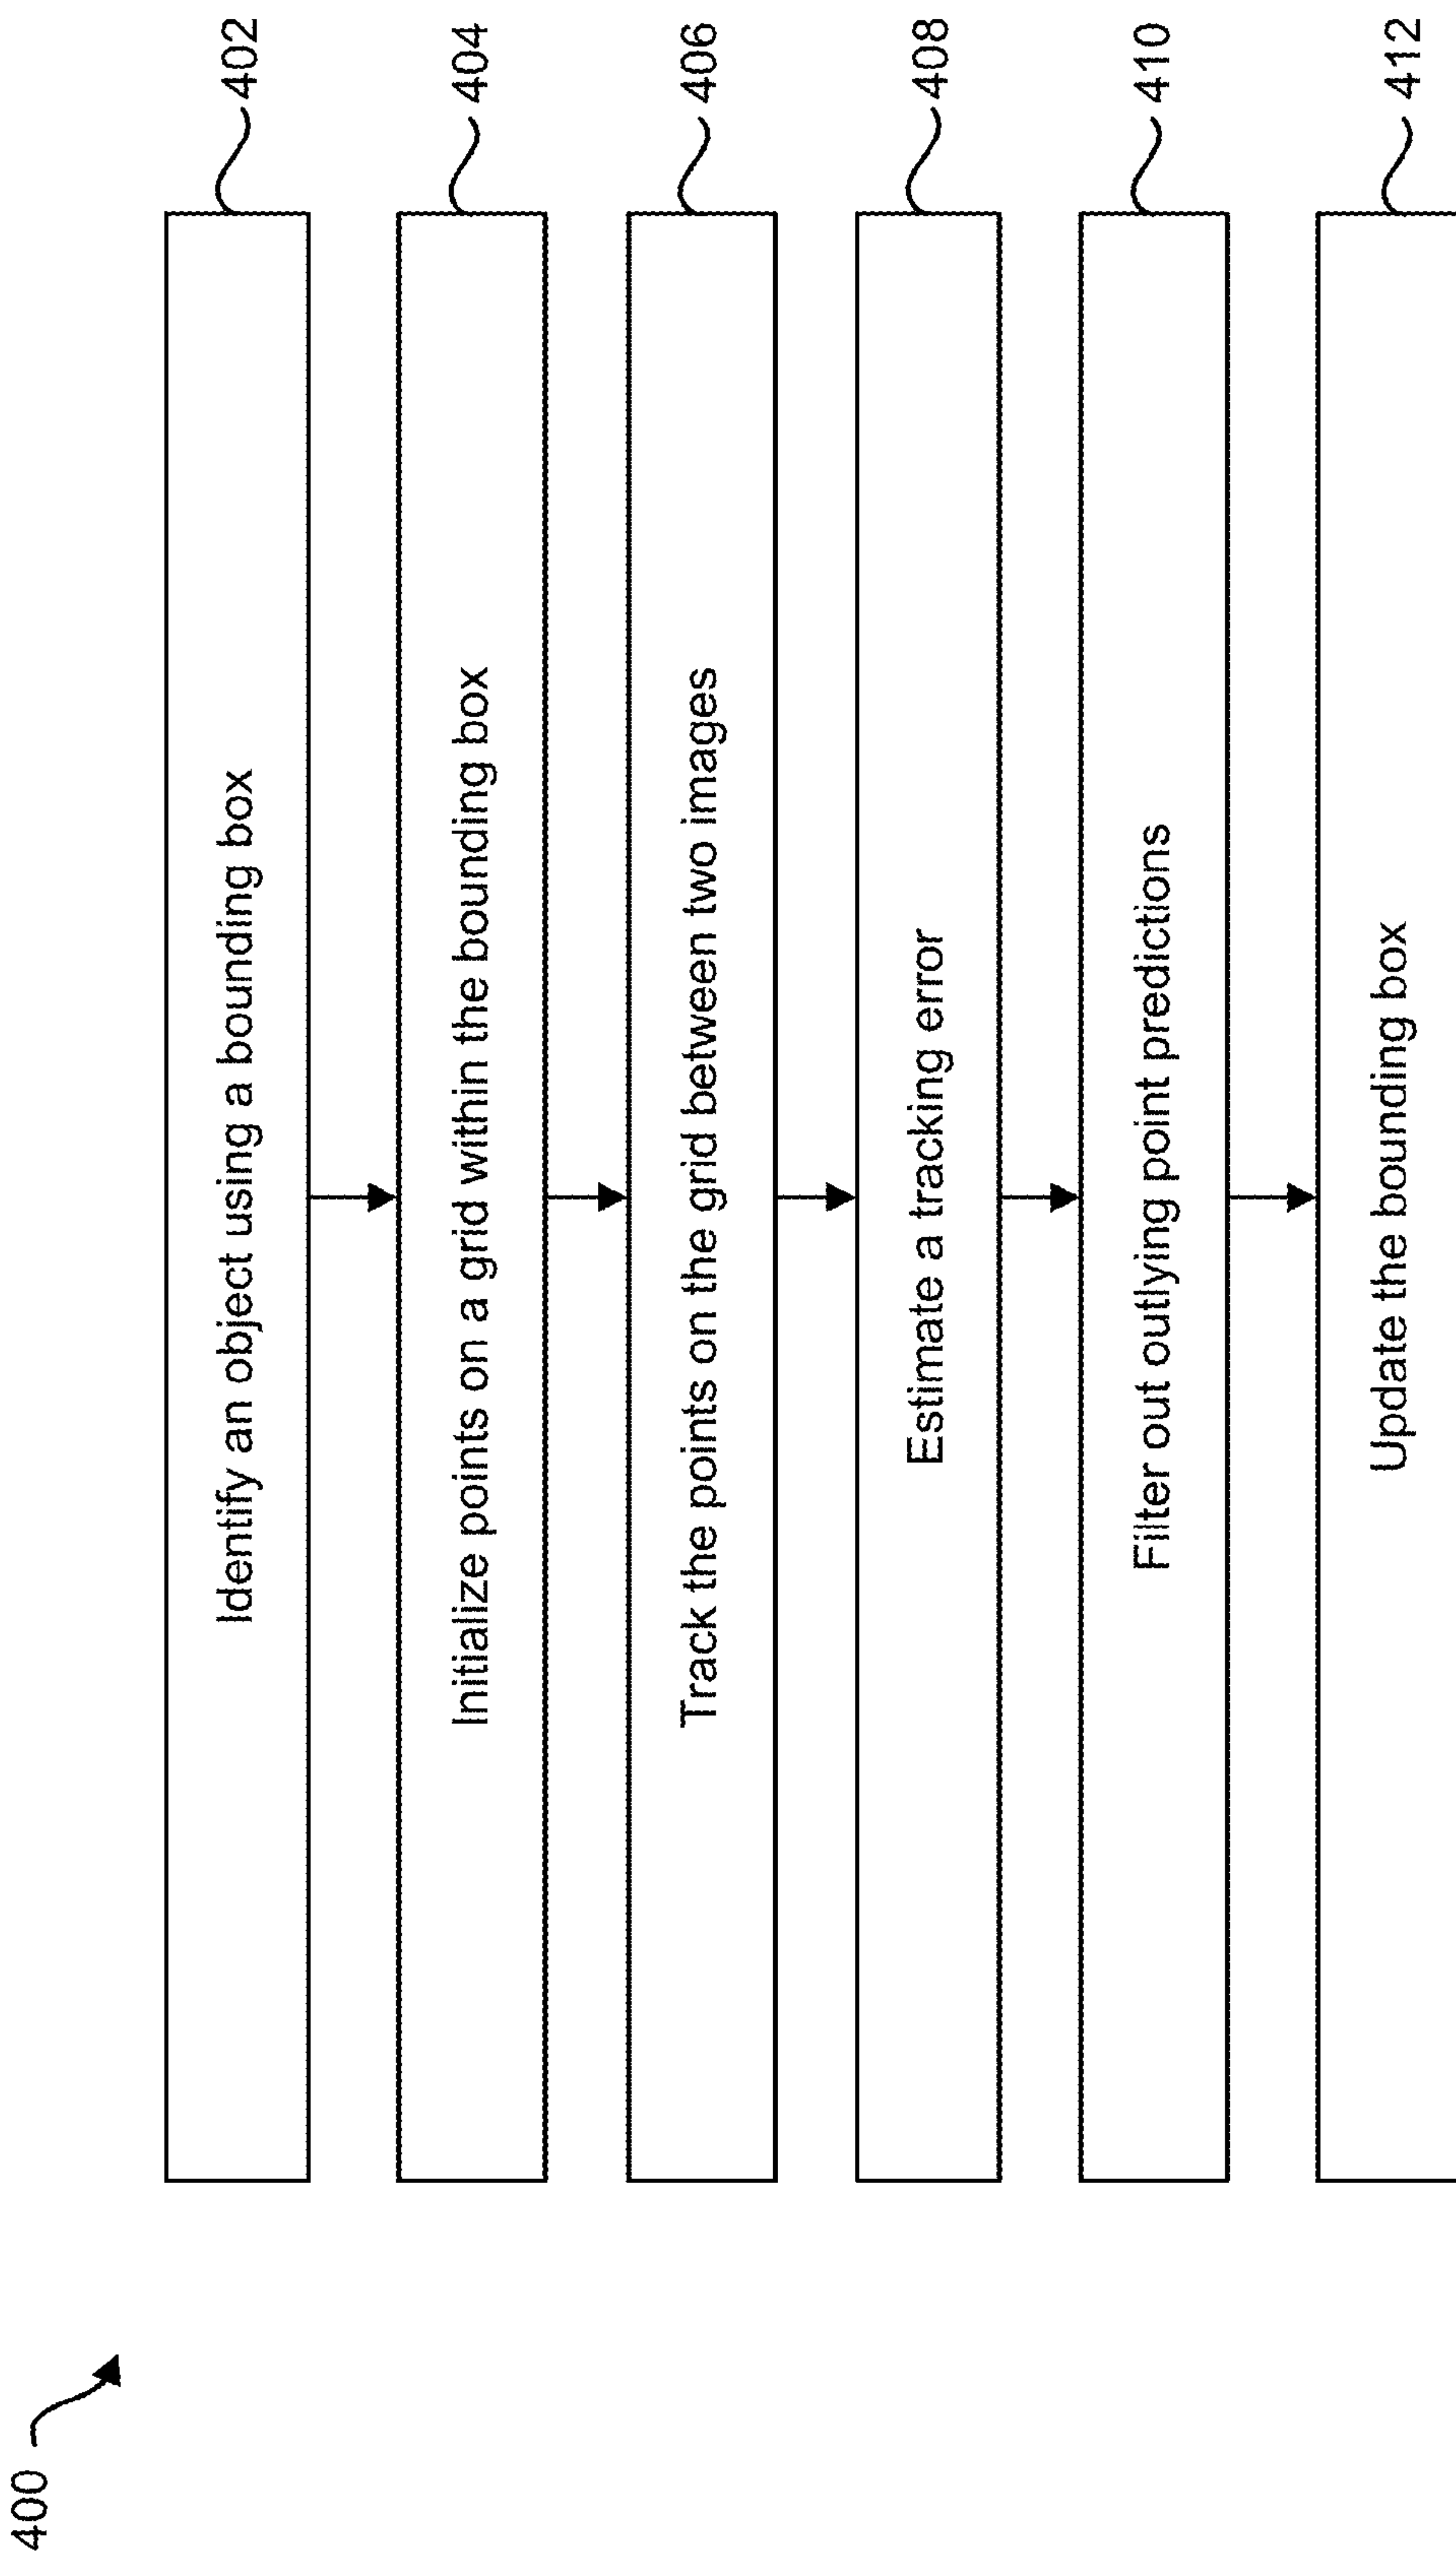 400
Identify an object using a bounding box
402
Initialize points on a grid within the bounding box
404
Track the points on the grid between two images
406
Estimate a tracking error
408
Filter out outlying point predictions
410
Update the bounding box
412